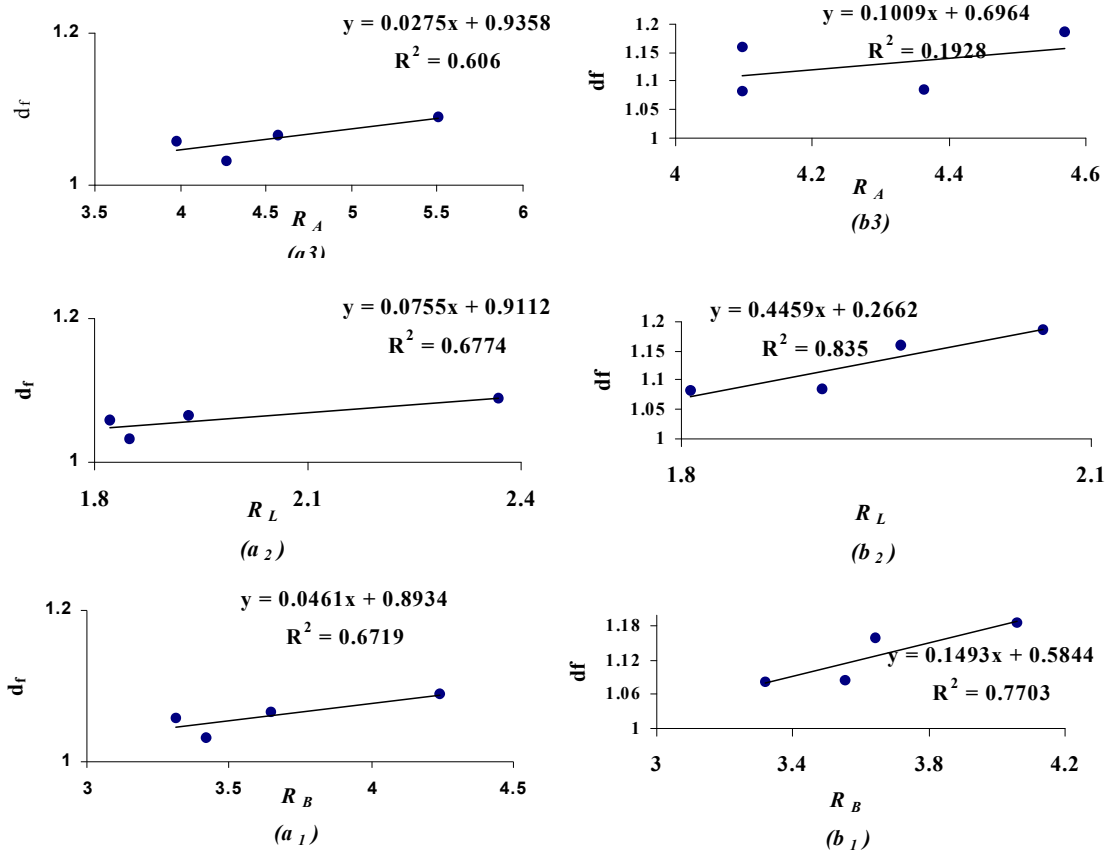 y = 0.0275x + 0.9358
R² = 0.606
1.2
df
1
3.5 4 4.5 5 5.5 6
R A
(a3)
y = 0.1009x + 0.6964
R² = 0.1928
1.2
1.15
1.1
1.05
1
df
4 4.2 4.4 4.6
R A
(b3)
y = 0.0755x + 0.9112
R² = 0.6774
1.2
df
1
1.8 2.1 2.4
R L
(a 2 )
y = 0.4459x + 0.2662
R² = 0.835
1.2
1.15
1.1
1.05
1
df
1.8 2.1
R L
(b 2 )
y = 0.0461x + 0.8934
R² = 0.6719
1.2
df
1
3 3.5 4 4.5
R B
(a 1 )
1.18
1.12
1.06
1
df
y = 0.1493x + 0.5844
R² = 0.7703
3 3.4 3.8 4.2
R B
(b 1 )